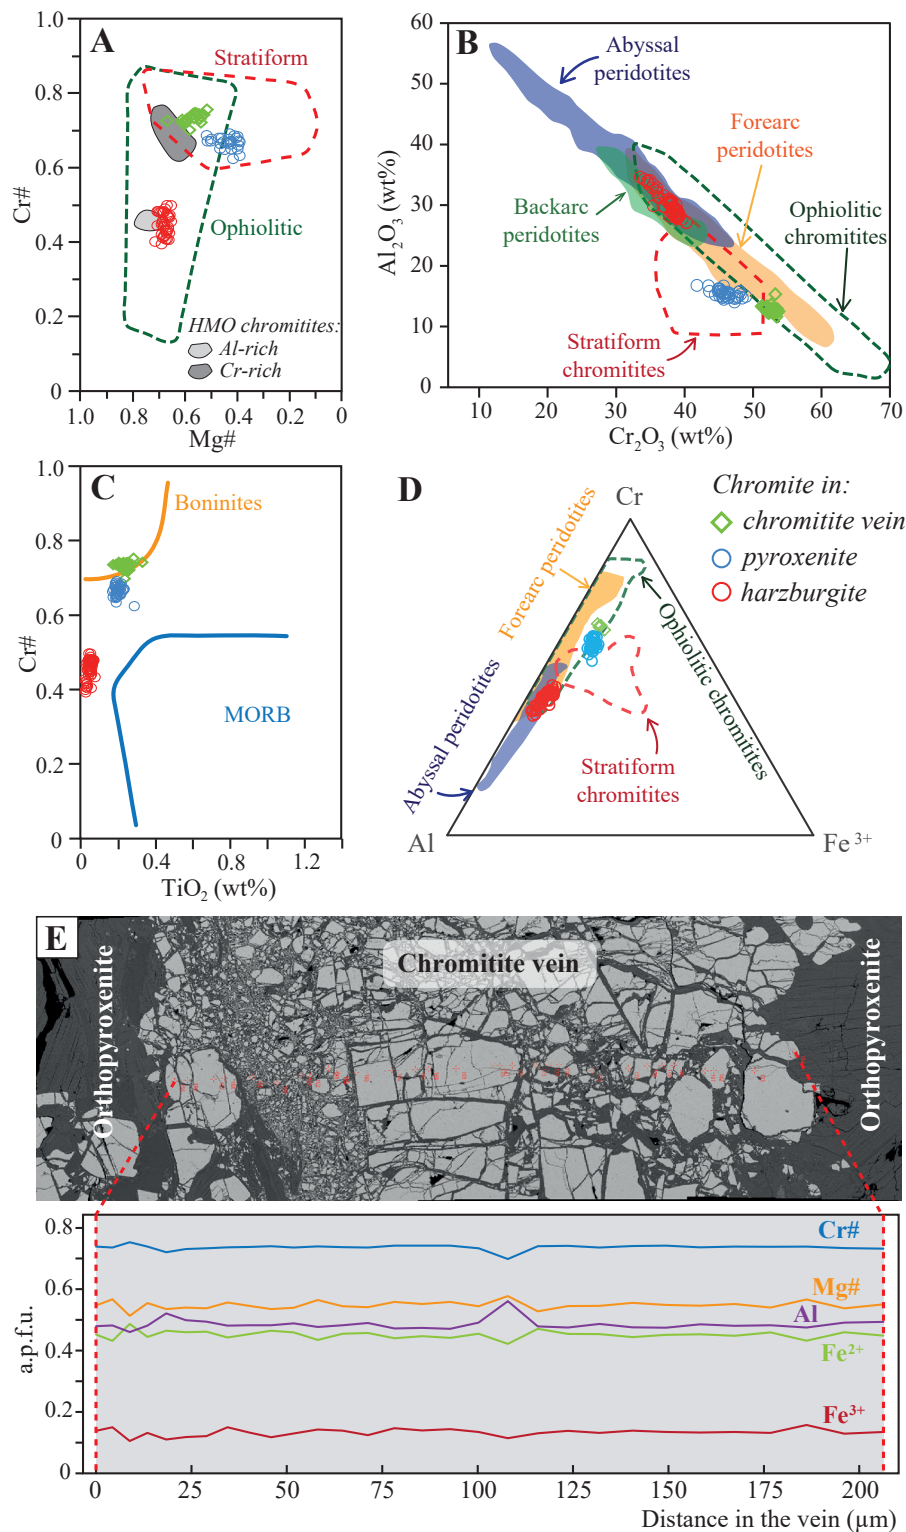 A
Cr#
1.0
0.8
0.6
0.4
0.2
0
Stratiform
Ophiolitic
HMO chromitites:
Al-rich
Cr-rich
1.0
0.8
0.6
0.4
0.2
0
Mg#
B
Al2O3 (wt%)
60
50
40
30
20
10
0
Abyssal
peridotites
Forearc
peridotites
Backarc
peridotites
Ophiolitic
chromitites
Stratiform
chromitites
10
20
30
40
50
60
70
Cr2O3 (wt%)
C
Cr#
1.0
0.8
0.6
0.4
0.2
0
Boninites
MORB
0
0.4
0.8
1.2
TiO2 (wt%)
D
Cr
Al
Fe3+
Forearc peridotites
Abyssal peridotites
Ophiolitic chromitites
Stratiform
chromitites
Chromite in:
chromitite vein
pyroxenite
harzburgite
E
Orthopyroxenite
Chromitite vein
Orthopyroxenite
a.p.f.u.
0.8
0.6
0.4
0.2
0
Cr#
Mg#
Al
Fe2+
Fe3+
0
25
50
75
100
125
150
175
200
Distance in the vein (µm)